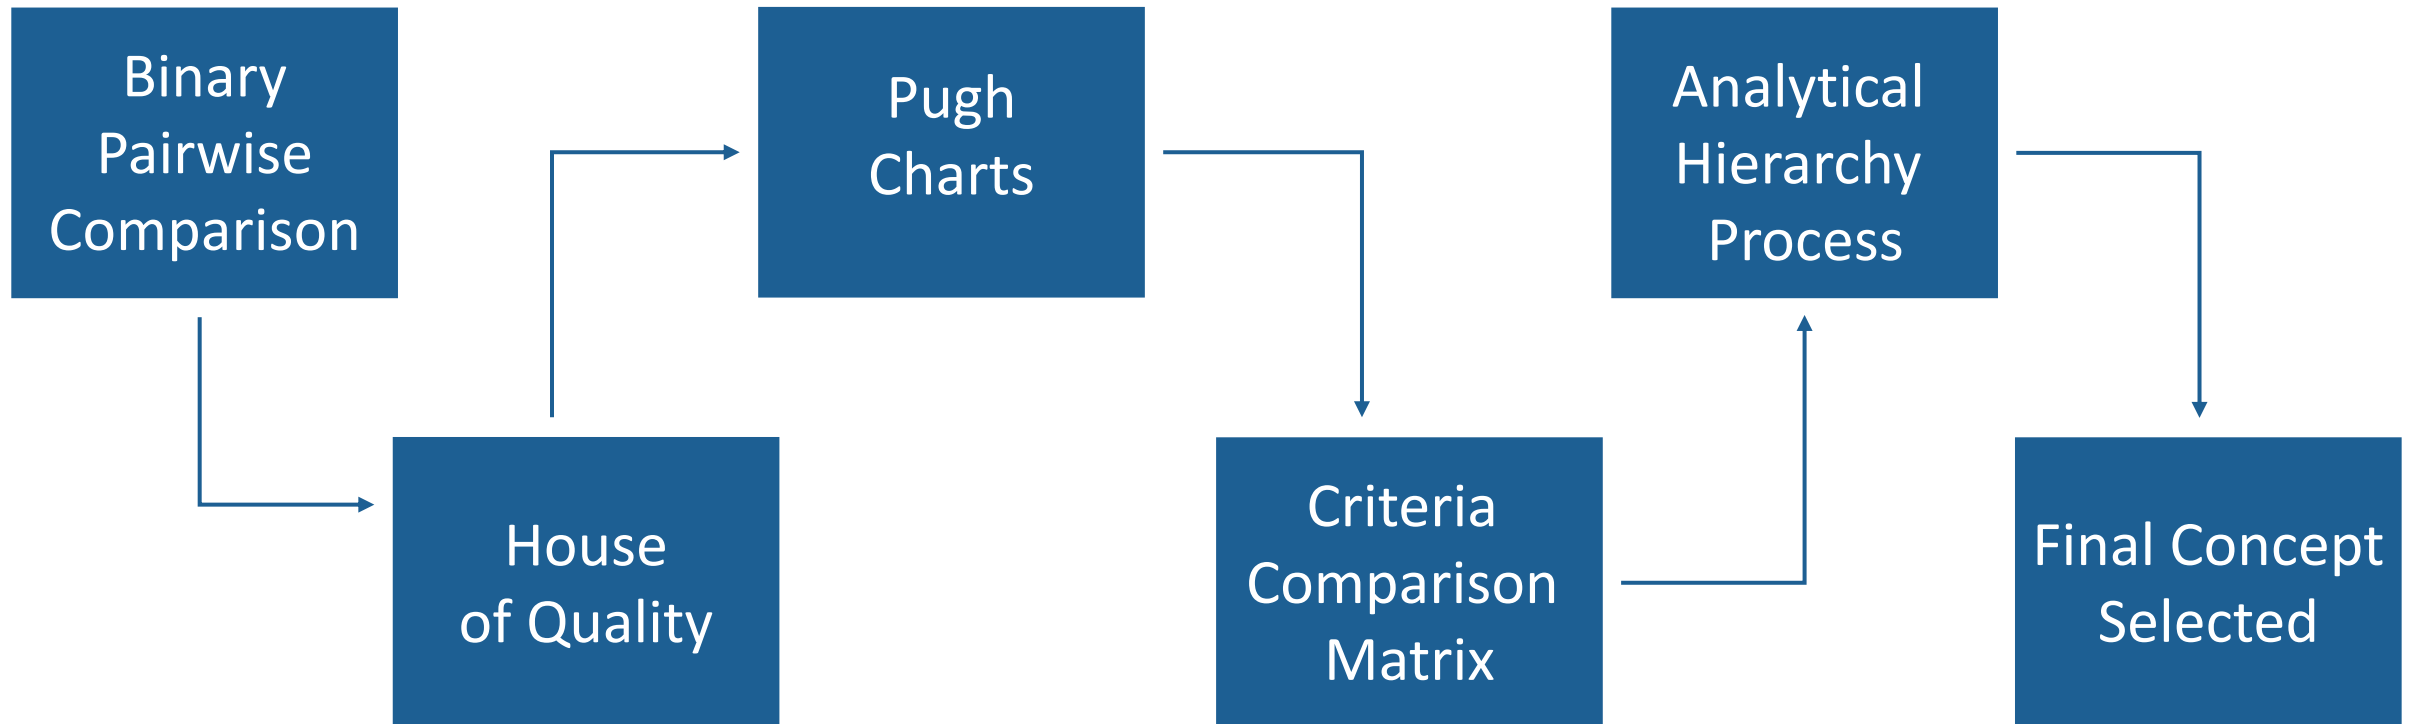 Binary
Pairwise
Comparison
House
of Quality
Pugh
Charts
Criteria
Comparison
Matrix
Analytical
Hierarchy
Process
Final Concept
Selected